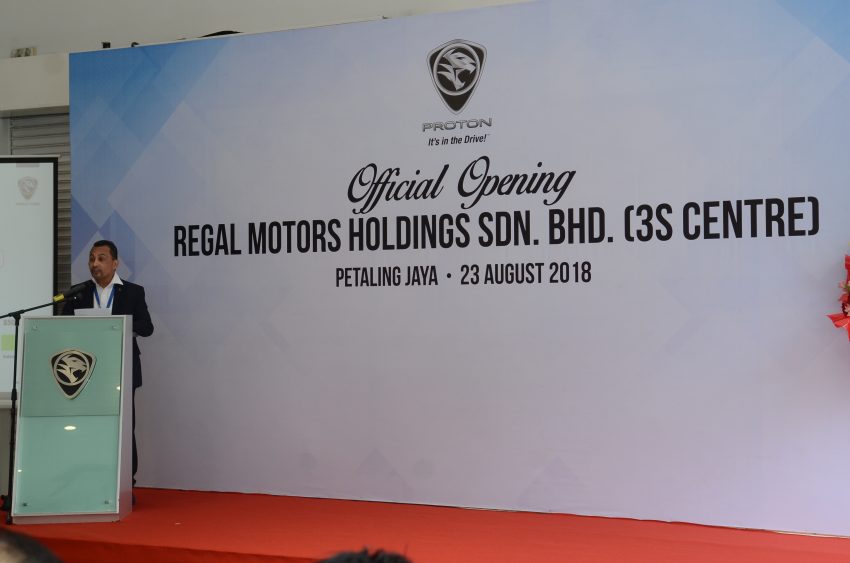 PROTON
It's in the Drive!™
Official Opening
REGAL MOTORS HOLDINGS SDN. BHD. (3S CENTRE)
PETALING JAYA • 23 AUGUST 2018